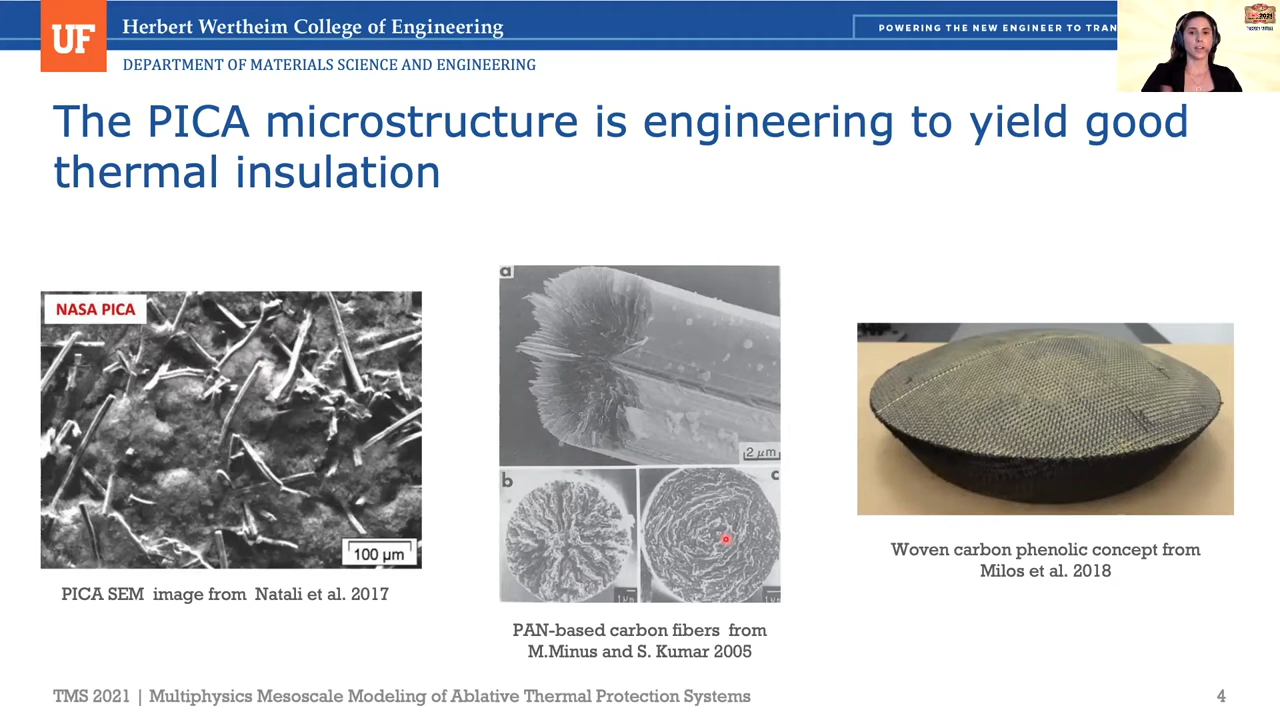 UF
Herbert Wertheim College of Engineering
POWERING THE NEW ENGINEER TO TRAN
DEPARTMENT OF MATERIALS SCIENCE AND ENGINEERING
The PICA microstructure is engineering to yield good
thermal insulation
NASA PICA
100 μm
PICA SEM image from Natali et al. 2017
a
2 μm
b
c
1μm
1μ
PAN-based carbon fibers from
M.Minus and S. Kumar 2005
Woven carbon phenolic concept from
Milos et al. 2018
TMS 2021 | Multiphysics Mesoscale Modeling of Ablative Thermal Protection Systems
4